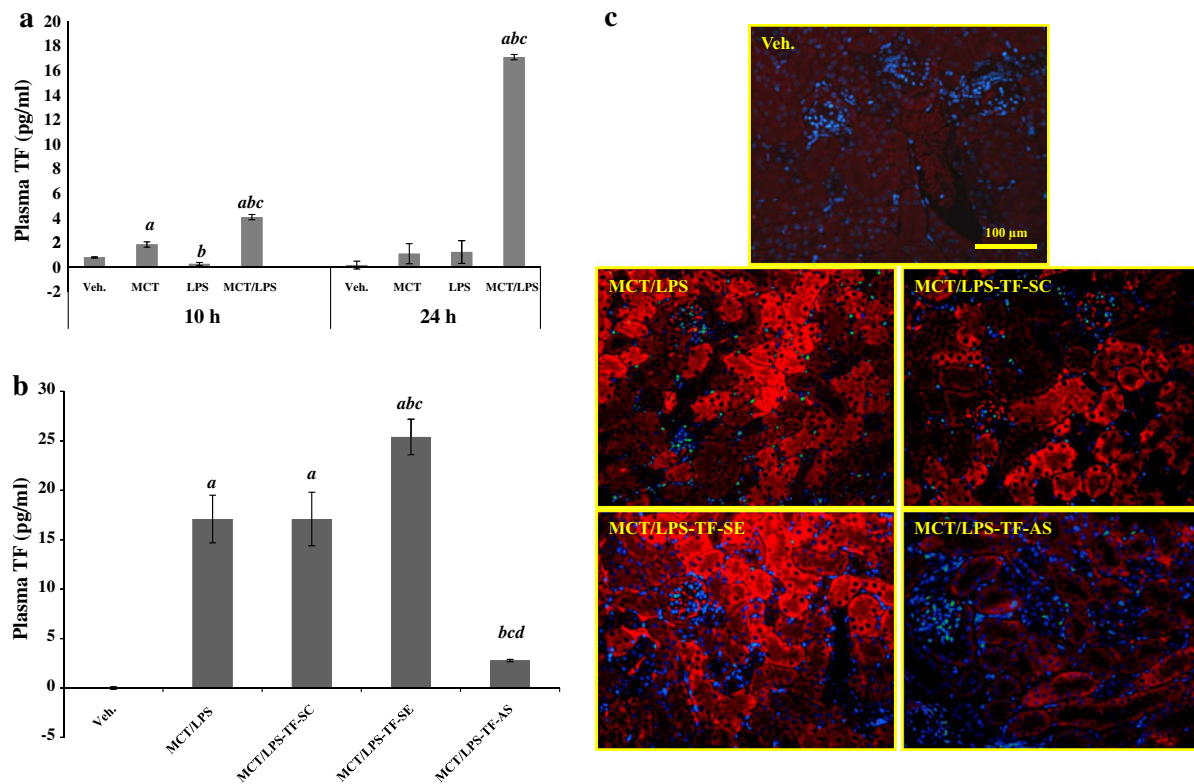 a
Plasma TF (pg/ml)
20
18
16
14
12
10
8
6
4
2
0
-2
a
b
abc
abc
Veh. MCT LPS MCT/LPS Veh. MCT LPS MCT/LPS
10 h 24 h
b
Plasma TF (pg/ml)
30
25
20
15
10
5
0
-5
a
a
abc
bcd
Veh.
MCT/LPS
MCT/LPS-TF-SC
MCT/LPS-TF-SE
MCT/LPS-TF-AS
c
Veh.
100 µm
MCT/LPS
MCT/LPS-TF-SC
MCT/LPS-TF-SE
MCT/LPS-TF-AS